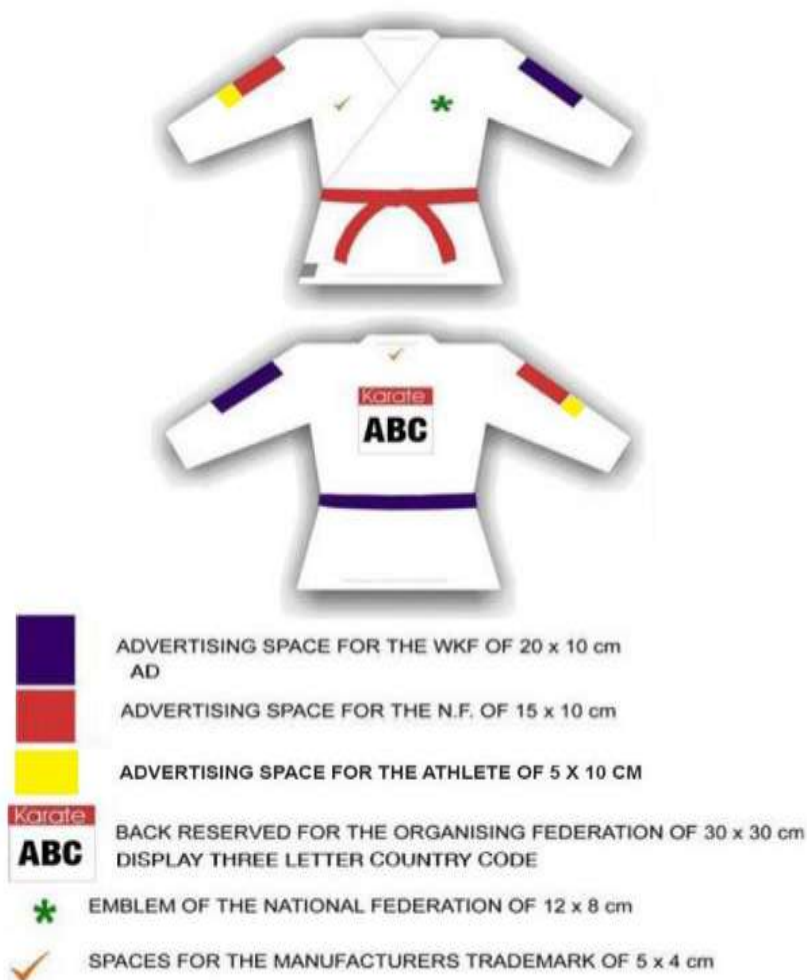 Karate
ABC
ADVERTISING SPACE FOR THE WKF OF 20 x 10 cm
AD
ADVERTISING SPACE FOR THE N.F. OF 15 x 10 cm
ADVERTISING SPACE FOR THE ATHLETE OF 5 X 10 CM
Karate
ABC
BACK RESERVED FOR THE ORGANISING FEDERATION OF 30 x 30 cm
DISPLAY THREE LETTER COUNTRY CODE
EMBLEM OF THE NATIONAL FEDERATION OF 12 x 8 cm
SPACES FOR THE MANUFACTURERS TRADEMARK OF 5 x 4 cm